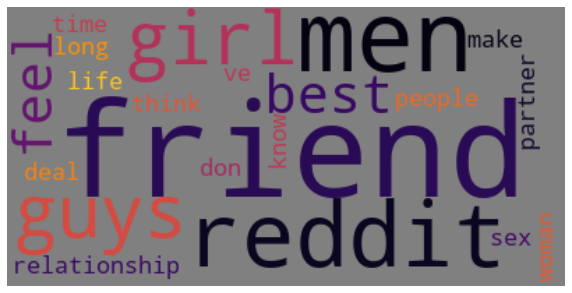 time
girl
men
make
long
feel
ve
life
best
think
people
partner
friend
know
deal
don
guys
reddit
sex
woman
relationship